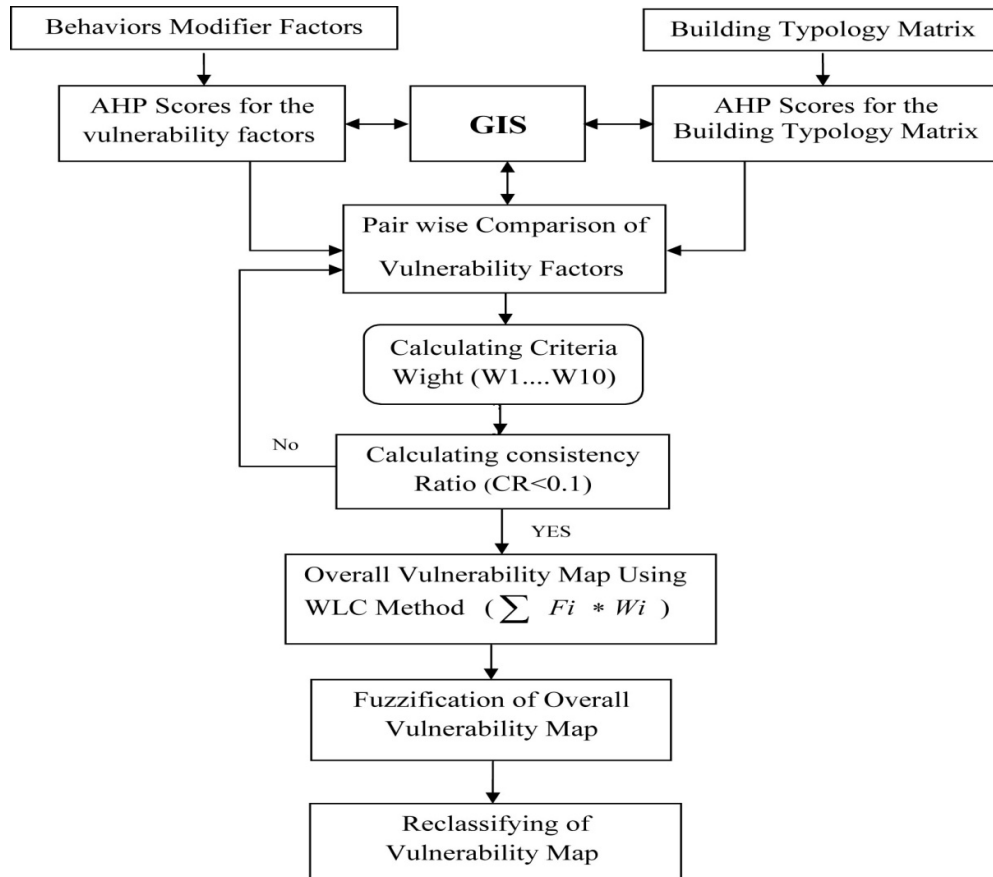 Behaviors Modifier Factors
Building Typology Matrix
AHP Scores for the
vulnerability factors
GIS
AHP Scores for the
Building Typology Matrix
Pair wise Comparison of
Vulnerability Factors
Calculating Criteria
Wight (W1....W10)
No
Calculating consistency
Ratio (CR<0.1)
YES
Overall Vulnerability Map Using
WLC Method (∑ Fi * Wi )
Fuzzification of Overall
Vulnerability Map
Reclassifying of
Vulnerability Map